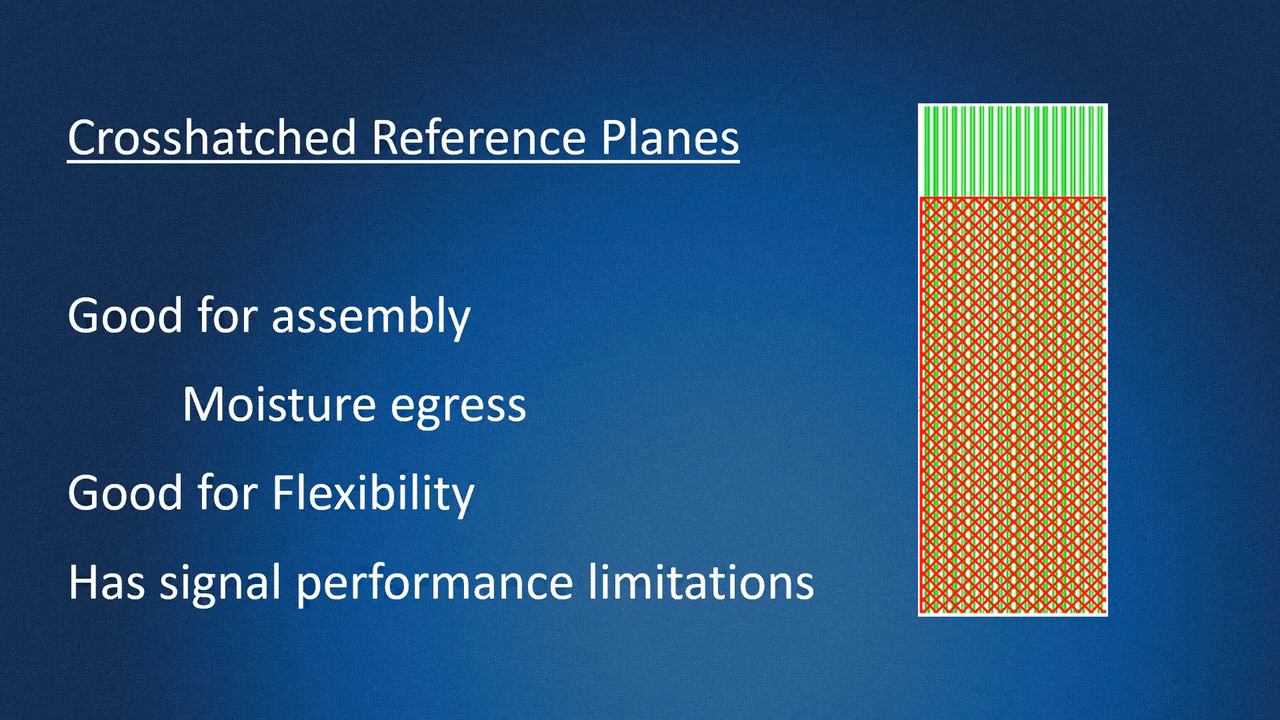 Crosshatched Reference Planes
Good for assembly
Moisture egress
Good for Flexibility
Has signal performance limitations